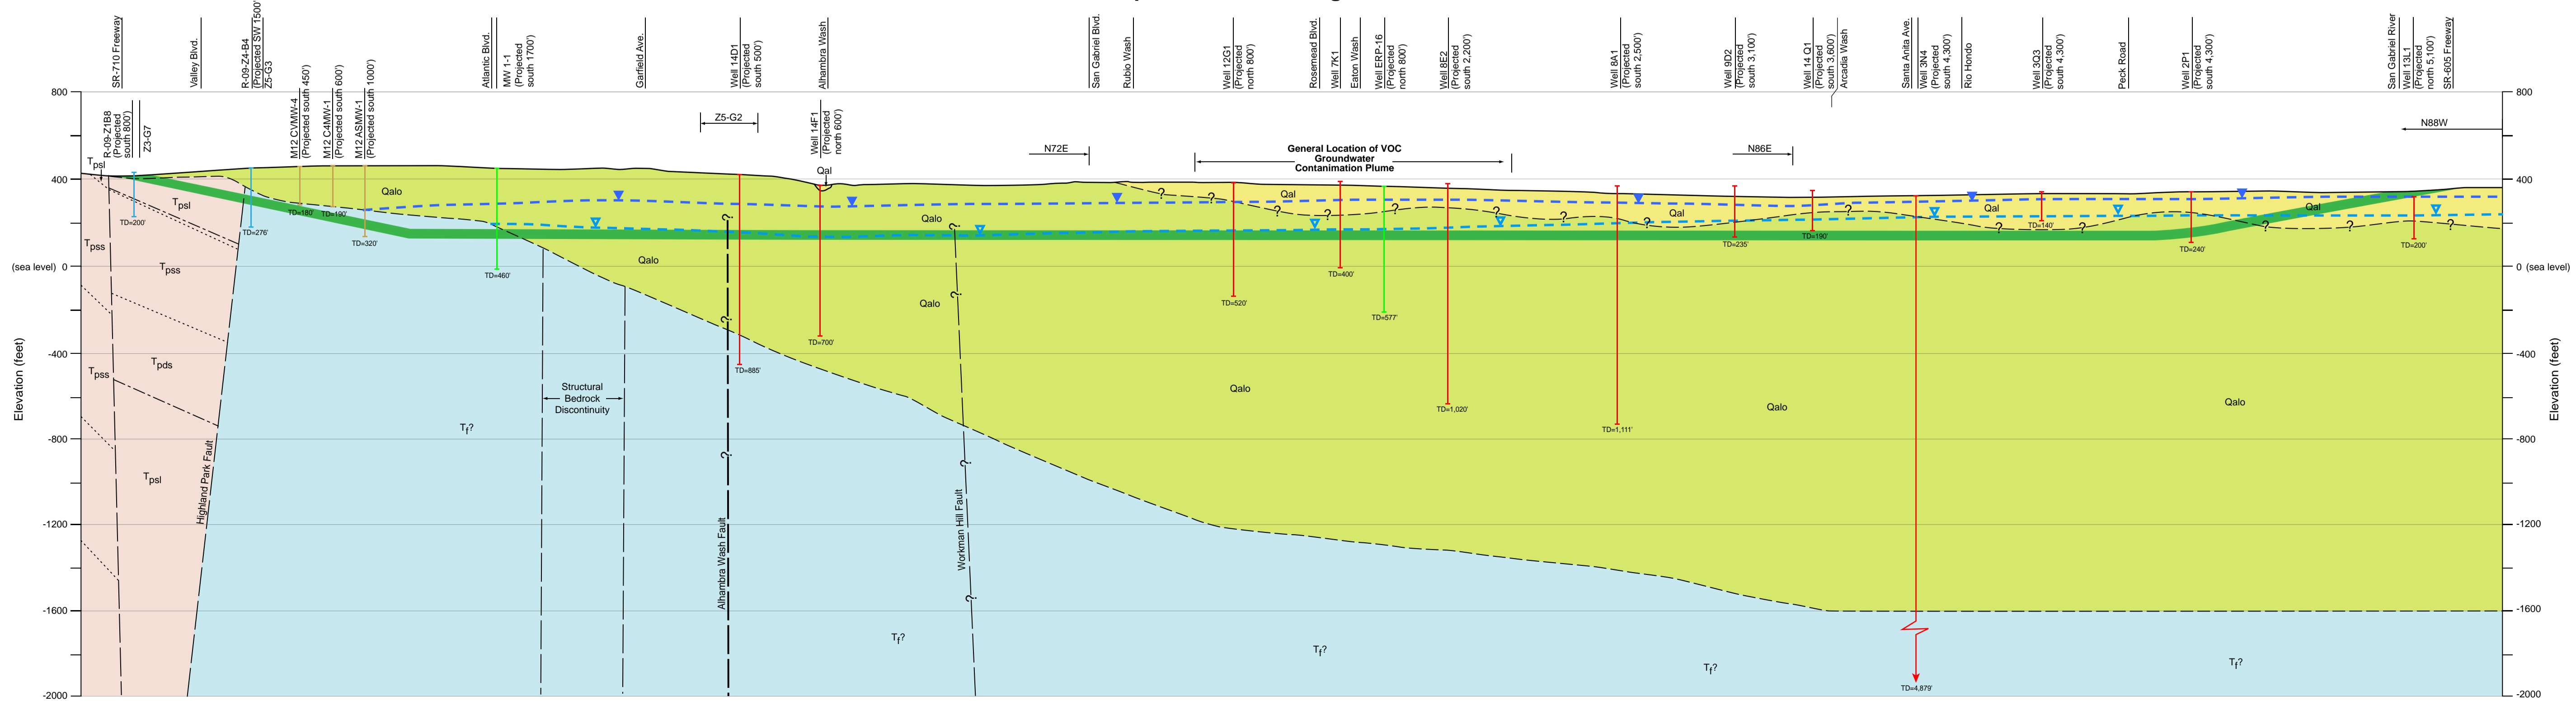 SR-710 Freeway
Valley Blvd.
R-09-Z4-B4
(Projected SW 1500')
Z5-G3
Atlantic Blvd.
MW 1-1
(Projected
south 1700')
Garfield Ave.
Well 14D1
(Projected
south 500')
Alhambra Wash
San Gabriel Blvd.
Rubio Wash
Well 12G1
(Projected
north 800')
Rosemead Blvd.
Well 7K1
Eaton Wash
Well ERP-16
(Projected
north 800')
Well 8E2
(Projected
south 2,200')
Well 8A1
(Projected
south 2,500')
Well 9D2
(Projected
south 3,100')
Well 14 Q1
(Projected
south 3,600')
Arcadia Wash
Santa Anita Ave.
Well 3N4
(Projected
south 4,300')
Rio Hondo
Well 3Q3
(Projected
south 4,300')
Peck Road
Well 2P1
(Projected
south 4,300')
San Gabriel River
Well 13L1
(Projected
north 5,100')
SR-605 Freeway
800
800
R-09-Z1B8
(Projected
south 800')
Z3-G7
M12 CVMW-4
(Projected south 450')
M12 C4MW-1
(Projected south 600')
M12 ASMW-1
(Projected south 1000')
Z5-G2
Well 14F1
(Projected
north 600')
N72E
General Location of VOC
Groundwater
Contanimation Plume
N86E
N88W
Tpsl
Qal
400
400
Qalo
Qal
Qal
Qal
Qal
Tpsl
Qalo
? ? ? ? ? ? ? ? ? ? ? ? ? ?
TD=200'
TD=276'
TD=180'
TD=190'
TD=320'
TD=235'
TD=190'
TD=140'
TD=240'
TD=200'
Tpss
Tpss
Qalo
(sea level) 0
0 (sea level)
TD=460'
TD=400'
Qalo
TD=520'
TD=577'
TD=700'
-400
-400
Tpds
Tpss
TD=885'
Structural
Bedrock
Discontinuity
Qalo
Qalo
Qalo
TD=1,020'
TD=1,111'
Elevation (feet)
Elevation (feet)
Tf?
-800
-800
Tpsl
Highland Park Fault
Alhambra Wash Fault
Workman Hill Fault
-1200
-1200
-1600
-1600
Tf?
Tf?
Tf?
Tf?
TD=4,879'
-2000
-2000